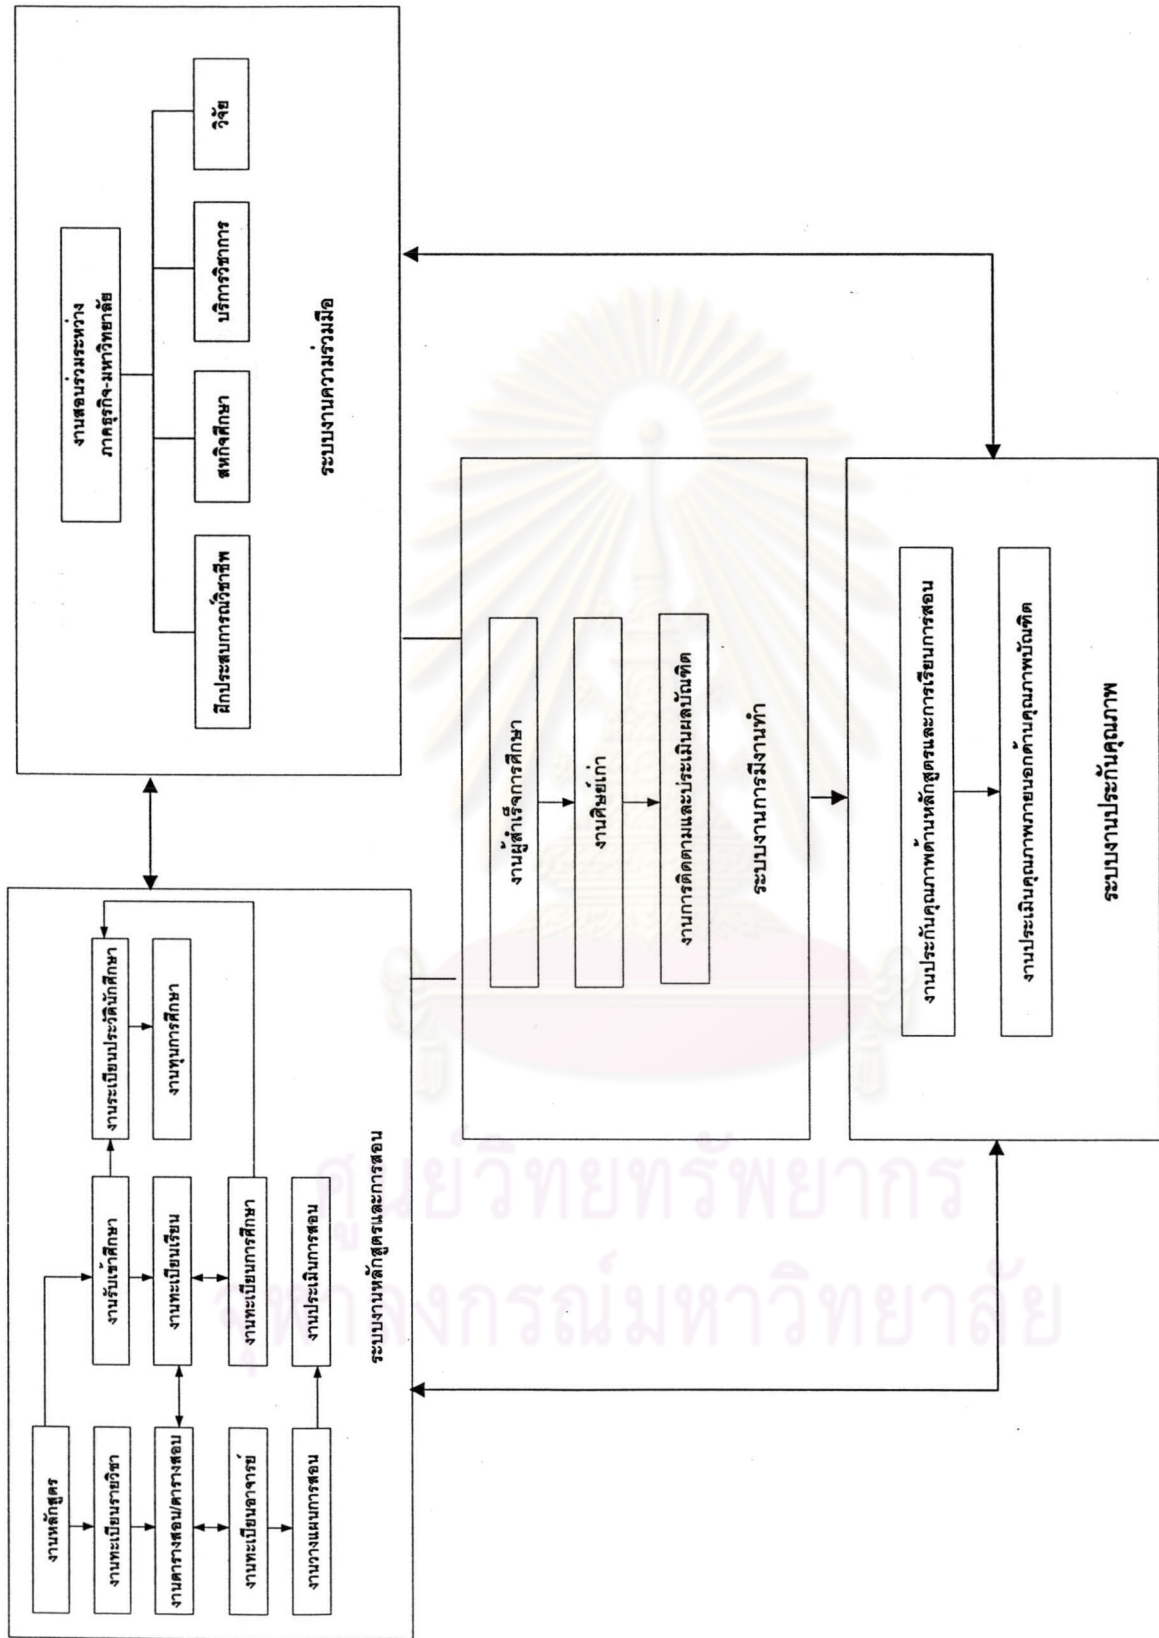 งานหลักสูตร
งานทะเบียนรายวิชา
งานตารางสอน/ตารางสอบ
งานทะเบียนอาจารย์
งานวางแผนการสอน
งานรับเข้าศึกษา
งานทะเบียนเรียน
งานทะเบียนการศึกษา
งานประเมินการสอน
งานระเบียนประวัตินักศึกษา
งานทุนการศึกษา
ระบบงานหลักสูตรและการสอน
งานสอนร่วมระหว่าง
ภาคธุรกิจ-มหาวิทยาลัย
ฝึกประสบการณ์วิชาชีพ
สหกิจศึกษา
บริการวิชาการ
วิจัย
ระบบงานความร่วมมือ
งานผู้สำเร็จการศึกษา
งานศิษย์เก่า
งานการติดตามและประเมินผลบัณฑิต
ระบบงานการมีงานทำ
งานประกันคุณภาพด้านหลักสูตรและการเรียนการสอน
งานประเมินคุณภาพภายนอกด้านคุณภาพบัณฑิต
ระบบงานประกันคุณภาพ
ศูนย์วิทยทรัพยากร
จุฬาลงกรณ์มหาวิทยาลัย